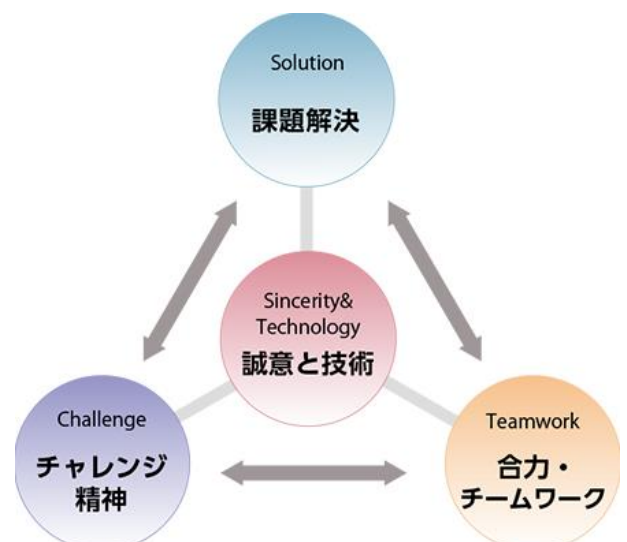 Solution
課題解決
Sincerity&
Technology
誠意と技術
Challenge
チャレンジ
精神
Teamwork
合力・
チームワーク